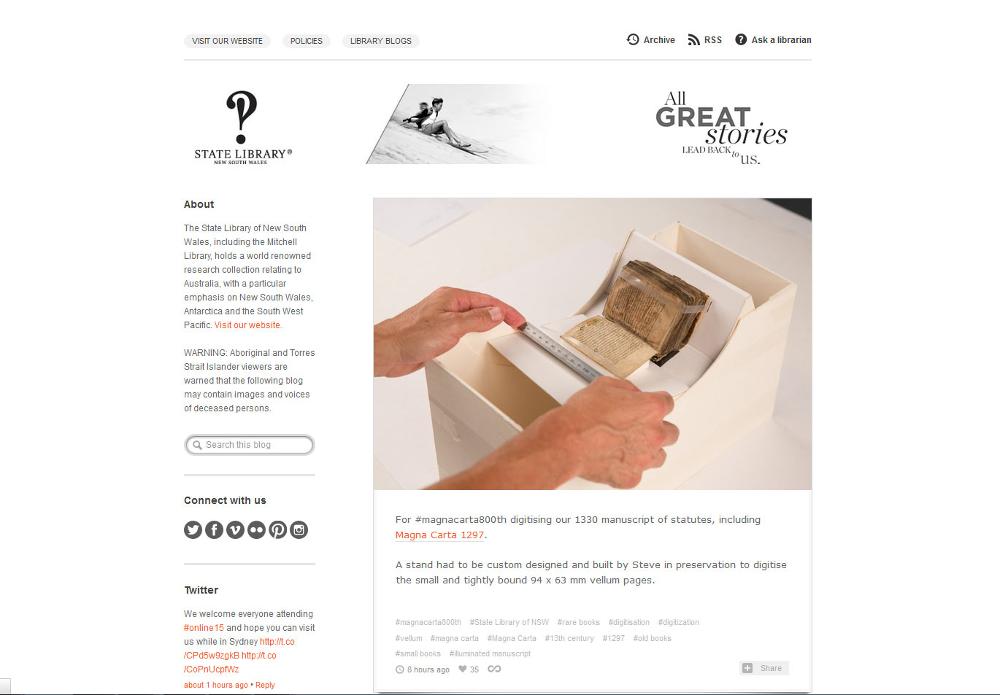 VISIT OUR WEBSITE
POLICIES
LIBRARY BLOGS
Archive
RSS
Ask a librarian
STATE LIBRARY®
NEW SOUTH WALES
All
GREAT
stories
LEAD BACK to
us.
About
The State Library of New South
Wales, including the Mitchell
Library, holds a world renowned
research collection relating to
Australia, with a particular
emphasis on New South Wales,
Antarctica and the South West
Pacific. Visit our website.
WARNING: Aboriginal and Torres
Strait Islander viewers are
warned that the following blog
may contain images and voices
of deceased persons.
Search this blog
Connect with us
Twitter
We welcome everyone attending
#online15 and hope you can visit
us while in Sydney http://t.co
/CPd5w9zgkB http://t.co
/CoPnUcpfWz
about 1 hours ago • Reply
For #magnacarta800th digitising our 1330 manuscript of statutes, including
Magna Carta 1297.
A stand had to be custom designed and built by Steve in preservation to digitise
the small and tightly bound 94 x 63 mm vellum pages.
#magnacarta800th #State Library of NSW #rare books #digitisation #digitization
#vellum #magna carta #Magna Carta #13th century #1297 #old books
#small books #illuminated manuscript
8 hours ago 35
Share